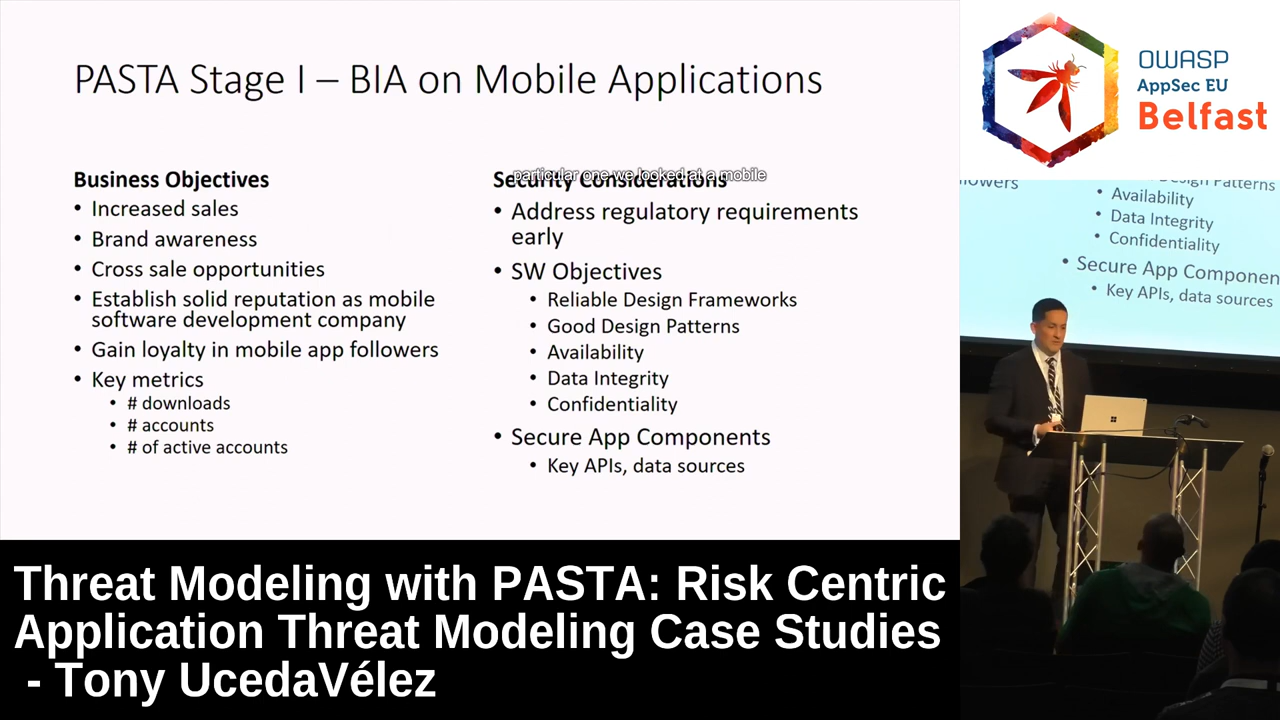 PASTA Stage I – BIA on Mobile Applications
Business Objectives
• Increased sales
• Brand awareness
• Cross sale opportunities
• Establish solid reputation as mobile
software development company
• Gain loyalty in mobile app followers
• Key metrics
• # downloads
• # accounts
• # of active accounts
particular one we looked at a mobile
Security Considerations
• Address regulatory requirements
early
• SW Objectives
• Reliable Design Frameworks
• Good Design Patterns
• Availability
• Data Integrity
• Confidentiality
• Secure App Components
• Key APIs, data sources
OWASP
AppSec EU
Belfast
lowers
Design Patterns
• Availability
• Data Integrity
• Confidentiality
• Secure App Componen
• Key APIs, data sources
Threat Modeling with PASTA: Risk Centric
Application Threat Modeling Case Studies
- Tony UcedaVélez